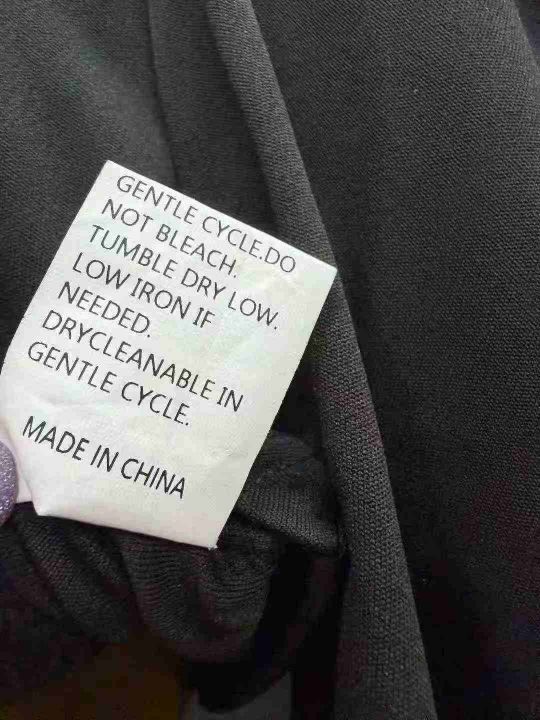 GENTLE CYCLE.DO
NOT BLEACH.
TUMBLE DRY LOW.
LOW IRON IF
NEEDED.
DRYCLEANABLE IN
GENTLE CYCLE.
MADE IN CHINA